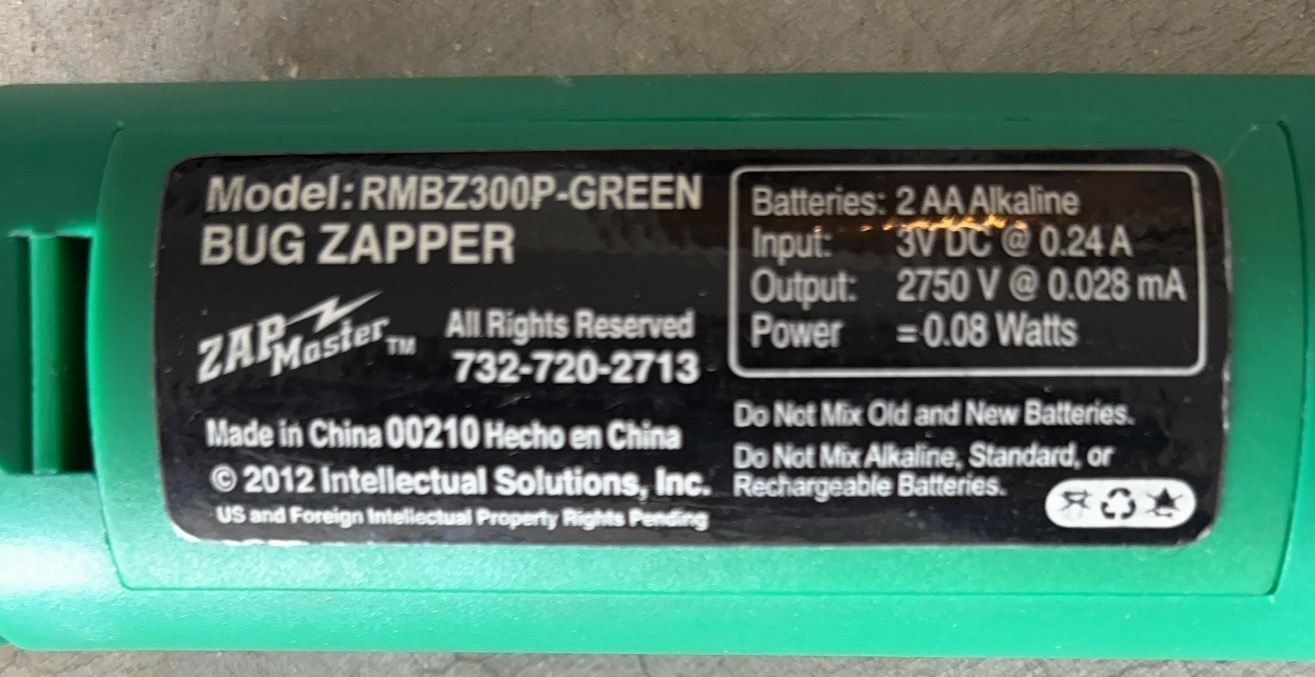 Model: RMBZ300P-GREEN
BUG ZAPPER
ZAP Master™
All Rights Reserved
732-720-2713
Made in China 00210 Hecho en China
© 2012 Intellectual Solutions, Inc.
US and Foreign Intellectual Property Rights Pending
Batteries: 2 AA Alkaline
Input: 3V DC @ 0.24 A
Output: 2750 V @ 0.028 mA
Power = 0.08 Watts
Do Not Mix Old and New Batteries.
Do Not Mix Alkaline, Standard, or
Rechargeable Batteries.